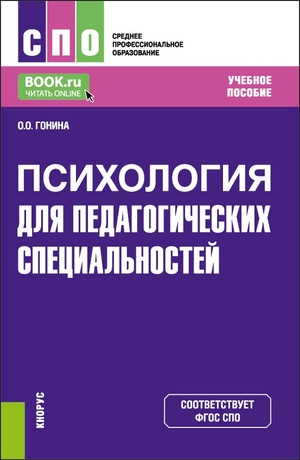 СПО
СРЕДНЕЕ
ПРОФЕССИОНАЛЬНОЕ
ОБРАЗОВАНИЕ
BOOK.ru
ЧИТАТЬ ONLINE
УЧЕБНОЕ
ПОСОБИЕ
О.О. ГОНИНА
ПСИХОЛОГИЯ
ДЛЯ ПЕДАГОГИЧЕСКИХ
СПЕЦИАЛЬНОСТЕЙ
КНОРУС
СООТВЕТСТВУЕТ
ФГОС СПО